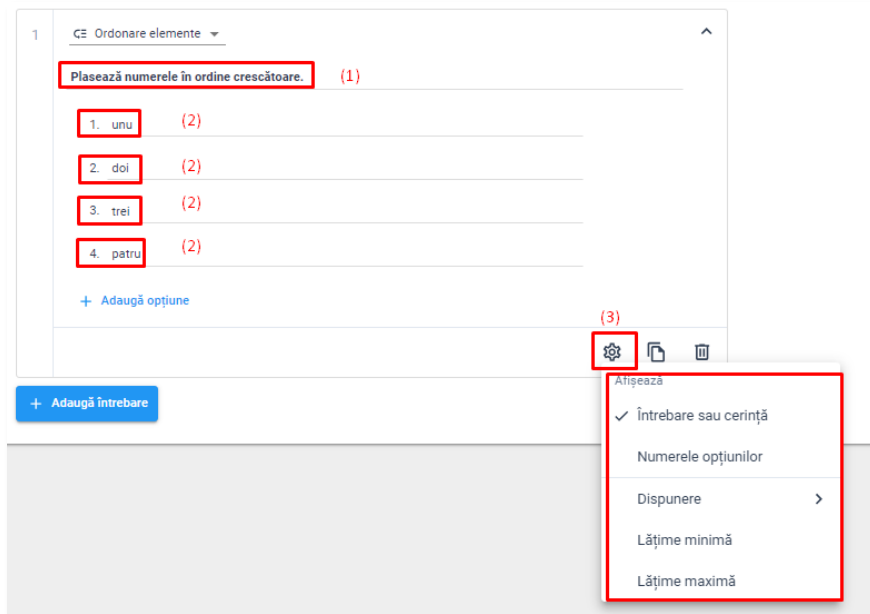 1 Ordonare elemente
Plasează numerele în ordine crescătoare. (1)
1. unu (2)
2. doi (2)
3. trei (2)
4. patru (2)
+ Adaugă opțiune
(3)
+ Adaugă întrebare
Afișează
Întrebare sau cerință
Numerele opțiunilor
Dispunere
Lățime minimă
Lățime maximă